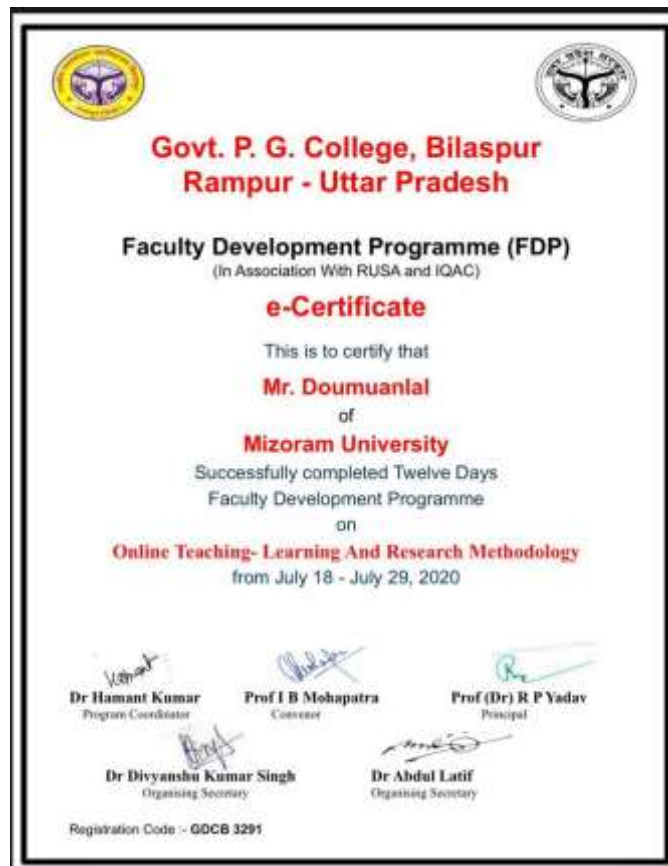 Govt. P. G. College, Bilaspur
Rampur - Uttar Pradesh
Faculty Development Programme (FDP)
(In Association With RUSA and IQAC)
e-Certificate
This is to certify that
Mr. Doumuanlal
of
Mizoram University
Successfully completed Twelve Days
Faculty Development Programme
on
Online Teaching- Learning And Research Methodology
from July 18 - July 29, 2020
Dr Hamant Kumar Prof I B Mohapatra Prof (Dr) R P Yadav
Program Coordinator Convenor Principal
Dr Divyanshu Kumar Singh Dr Abdul Latif
Organising Secretary Organising Secretary
Registration Code :- GDCB 3291